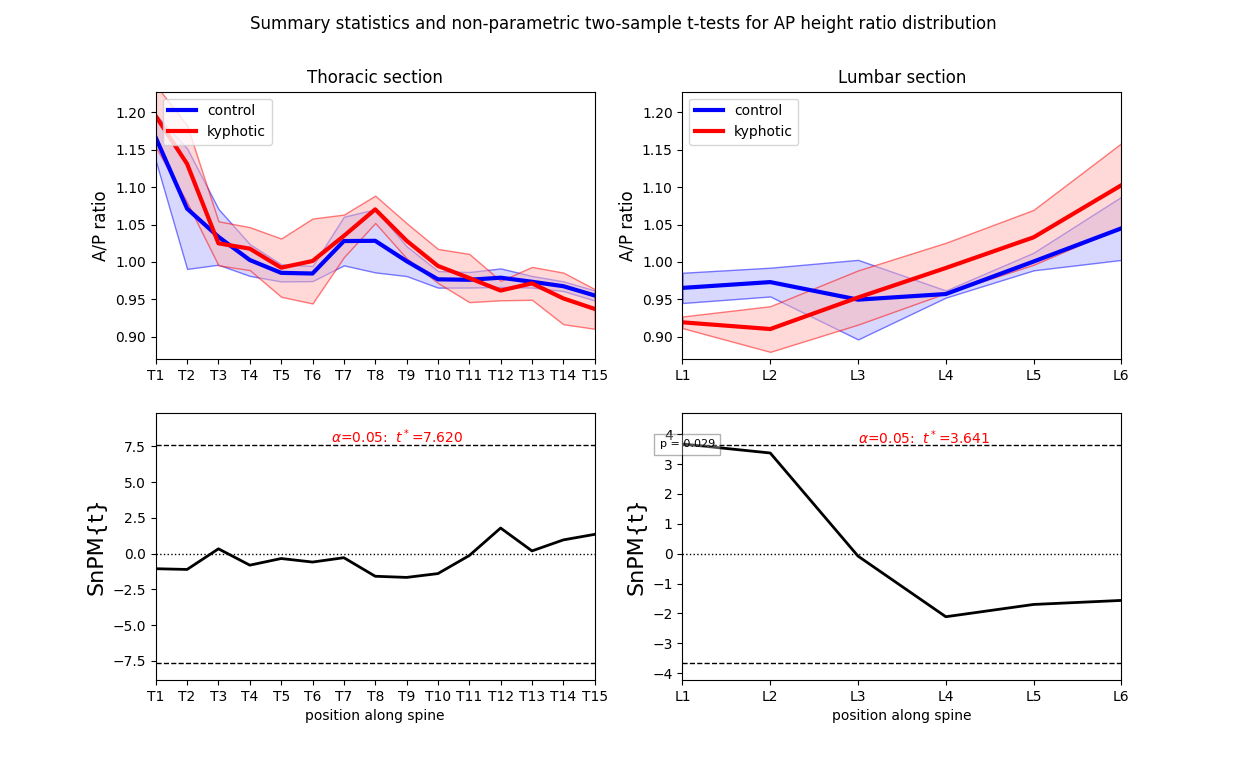 Summary statistics and non-parametric two-sample t-tests for AP height ratio distribution
Thoracic section
control
kyphotic
A/P ratio
1.20
1.15
1.10
1.05
1.00
0.95
0.90
T1 T2 T3 T4 T5 T6 T7 T8 T9 T10 T11 T12 T13 T14 T15
Lumbar section
control
kyphotic
A/P ratio
1.20
1.15
1.10
1.05
1.00
0.95
0.90
L1 L2 L3 L4 L5 L6
α=0.05: t*=7.620
SnPM{t}
7.5
5.0
2.5
0.0
−2.5
−5.0
−7.5
T1 T2 T3 T4 T5 T6 T7 T8 T9 T10 T11 T12 T13 T14 T15
position along spine
α=0.05: t*=3.641
p = 0.029
SnPM{t}
4
3
2
1
0
−1
−2
−3
−4
L1 L2 L3 L4 L5 L6
position along spine